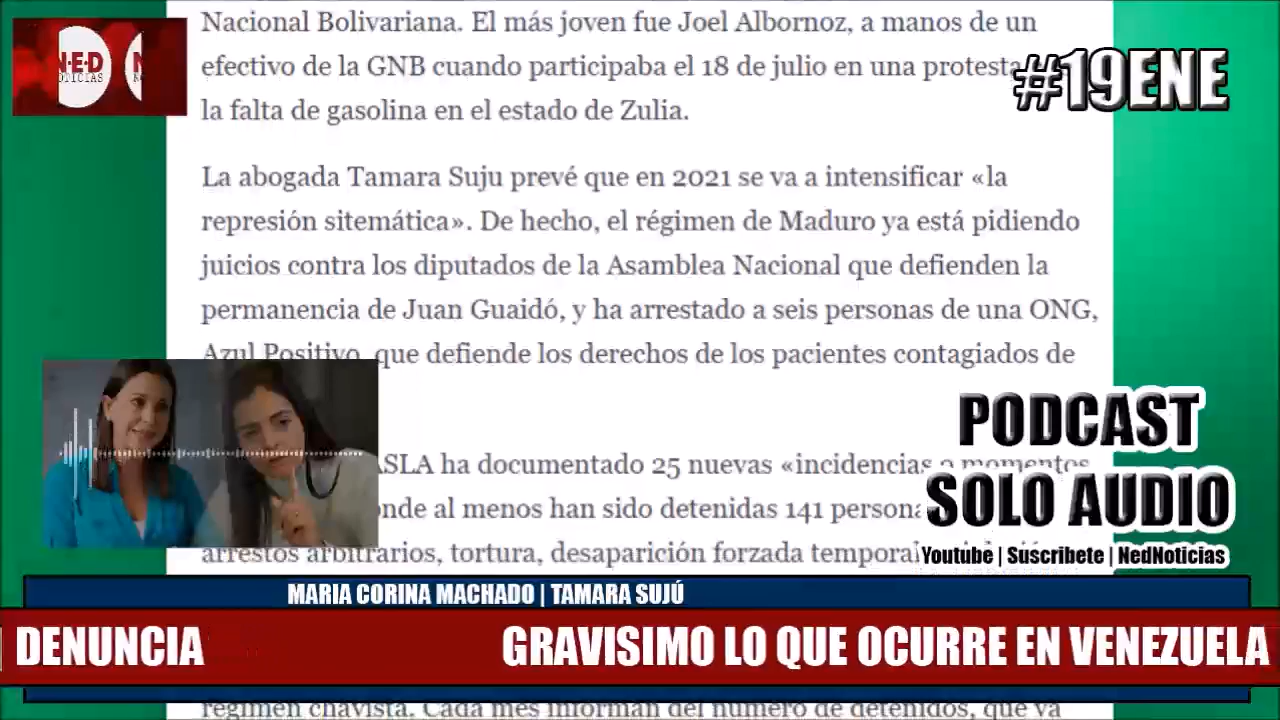 Nacional Bolivariana. El más joven fue Joel Albornoz, a manos de un
efectivo de la GNB cuando participaba el 18 de julio en una protesta
la falta de gasolina en el estado de Zulia.
La abogada Tamara Suju prevé que en 2021 se va a intensificar «la
represión sitemática». De hecho, el régimen de Maduro ya está pidiendo
juicios contra los diputados de la Asamblea Nacional que defienden la
permanencia de Juan Guaidó, y ha arrestado a seis personas de una ONG,
Azul Positivo, que defiende los derechos de los pacientes contagiados de
ASLA ha documentado 25 nuevas «incidencias o momentos
onde al menos han sido detenidas 141 persona
arrestos arbitrarios, tortura, desaparición forzada temporal
régimen chavista. Cada mes informan del número de detenidos, que va
N·E·D
#19ENE
PODCAST
SOLO AUDIO
Youtube | Suscribete | NedNoticias
MARIA CORINA MACHADO | TAMARA SUJÚ
DENUNCIA GRAVISIMO LO QUE OCURRE EN VENEZUELA